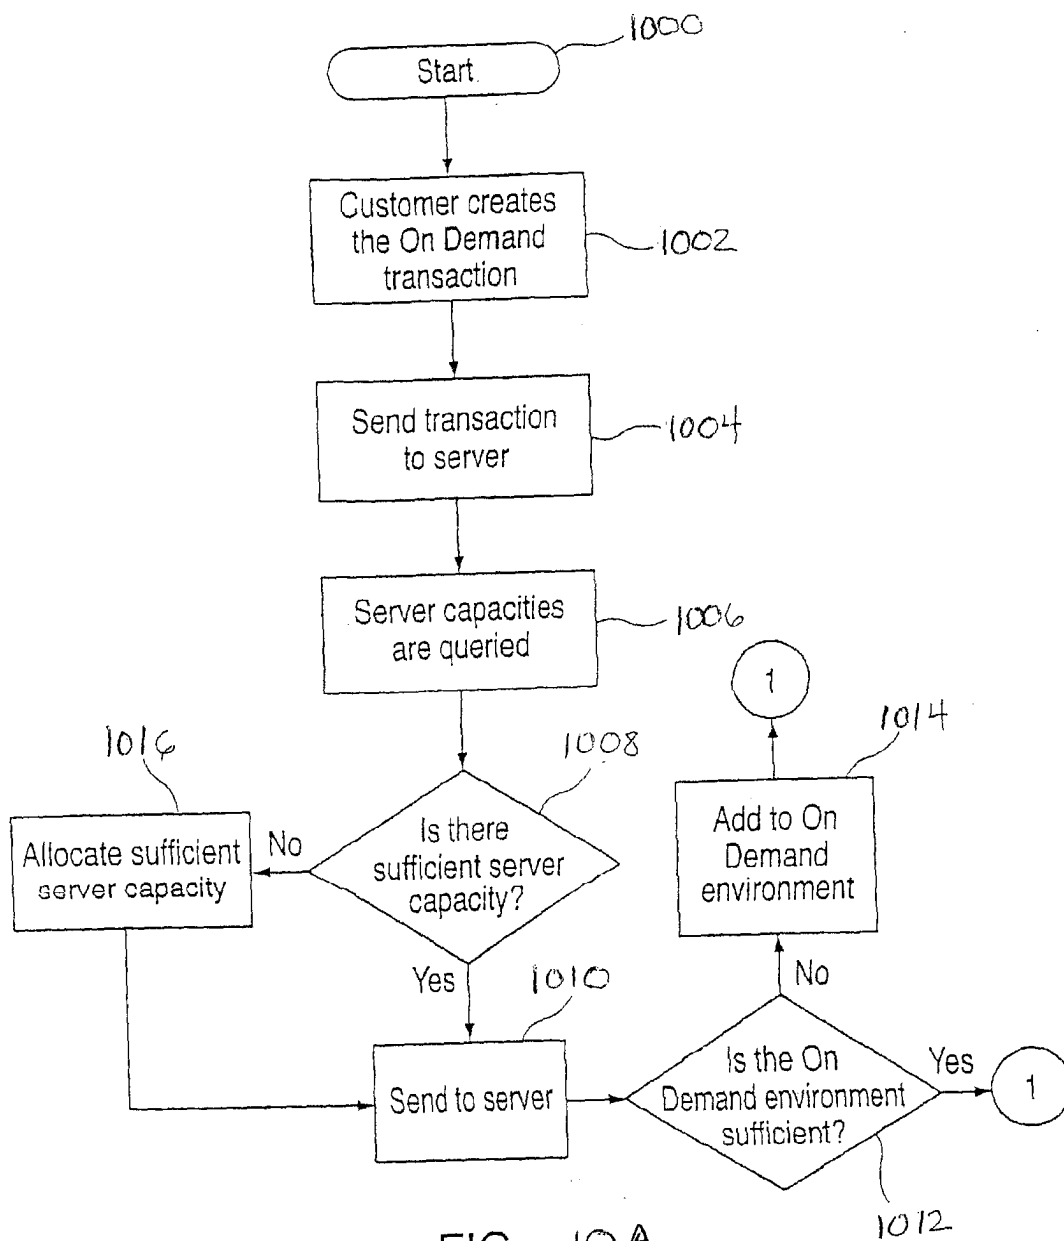 1000
Start
Customer creates
the On Demand
transaction
1002
Send transaction
to server
1004
Server capacities
are queried
1006
1
1014
Add to On
Demand
environment
1016
Allocate sufficient
server capacity
No
1008
Is there
sufficient server
capacity?
Yes
1010
Send to server
No
Is the On
Demand environment
sufficient?
Yes
1
1012
FIG. 10A